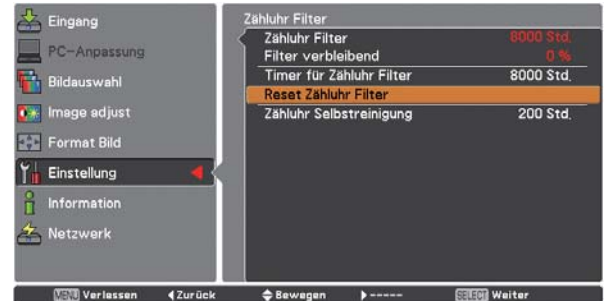 Eingang
PC-Anpassung
Bildauswahl
Image adjust
Format Bild
Einstellung
Information
Netzwerk
Zähluhr Filter
Zähluhr Filter 8000 Std.
Filter verbleibend 0 %
Timer für Zähluhr Filter 8000 Std.
Reset Zähluhr Filter
Zähluhr Selbstreinigung 200 Std.
MENU Verlassen Zurück Bewegen ----- SELECT Weiter